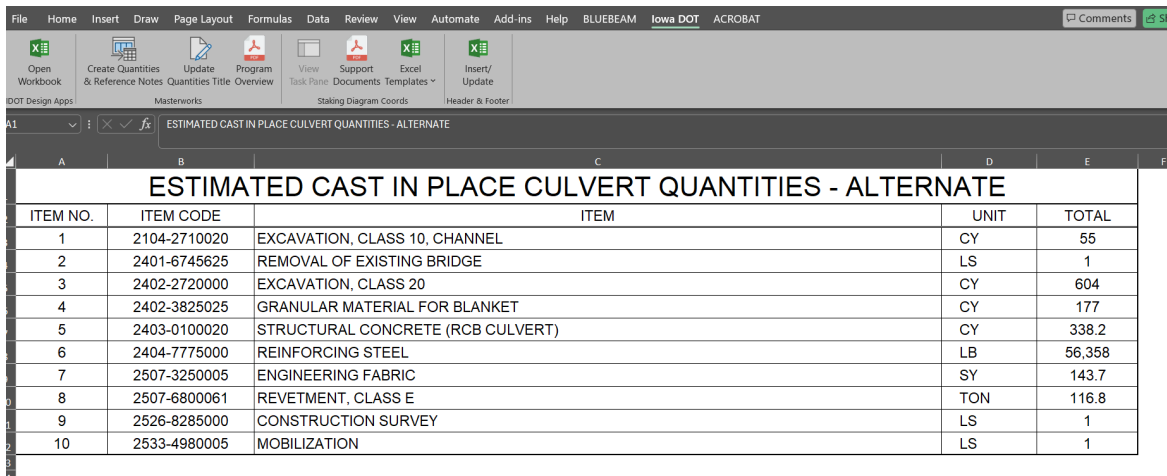 File Home Insert Draw Page Layout Formulas Data Review View Automate Add-ins Help BLUEBEAM Iowa DOT ACROBAT Comments
Open Workbook
Create Quantities & Reference Notes
Update Quantities Title
Program Overview
View Task Pane
Support Documents
Excel Templates
Insert/ Update
Design Apps Masterworks Staking Diagram Coords Header & Footer
A1 fx ESTIMATED CAST IN PLACE CULVERT QUANTITIES - ALTERNATE
A B C D E F
ESTIMATED CAST IN PLACE CULVERT QUANTITIES - ALTERNATE
ITEM NO. ITEM CODE ITEM UNIT TOTAL
1 2104-2710020 EXCAVATION, CLASS 10, CHANNEL CY 55
2 2401-6745625 REMOVAL OF EXISTING BRIDGE LS 1
3 2402-2720000 EXCAVATION, CLASS 20 CY 604
4 2402-3825025 GRANULAR MATERIAL FOR BLANKET CY 177
5 2403-0100020 STRUCTURAL CONCRETE (RCB CULVERT) CY 338.2
6 2404-7775000 REINFORCING STEEL LB 56,358
7 2507-3250005 ENGINEERING FABRIC SY 143.7
8 2507-6800061 REVETMENT, CLASS E TON 116.8
9 2526-8285000 CONSTRUCTION SURVEY LS 1
10 2533-4980005 MOBILIZATION LS 1